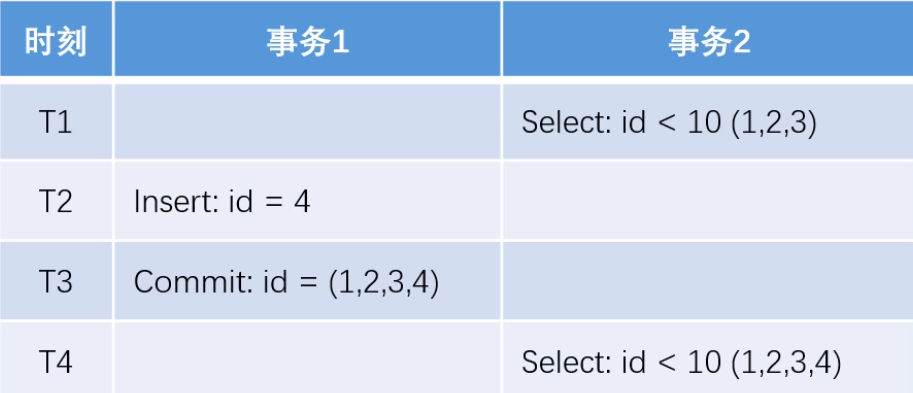 时刻 事务1 事务2
T1 Select: id < 10 (1,2,3)
T2 Insert: id = 4
T3 Commit: id = (1,2,3,4)
T4 Select: id < 10 (1,2,3,4)